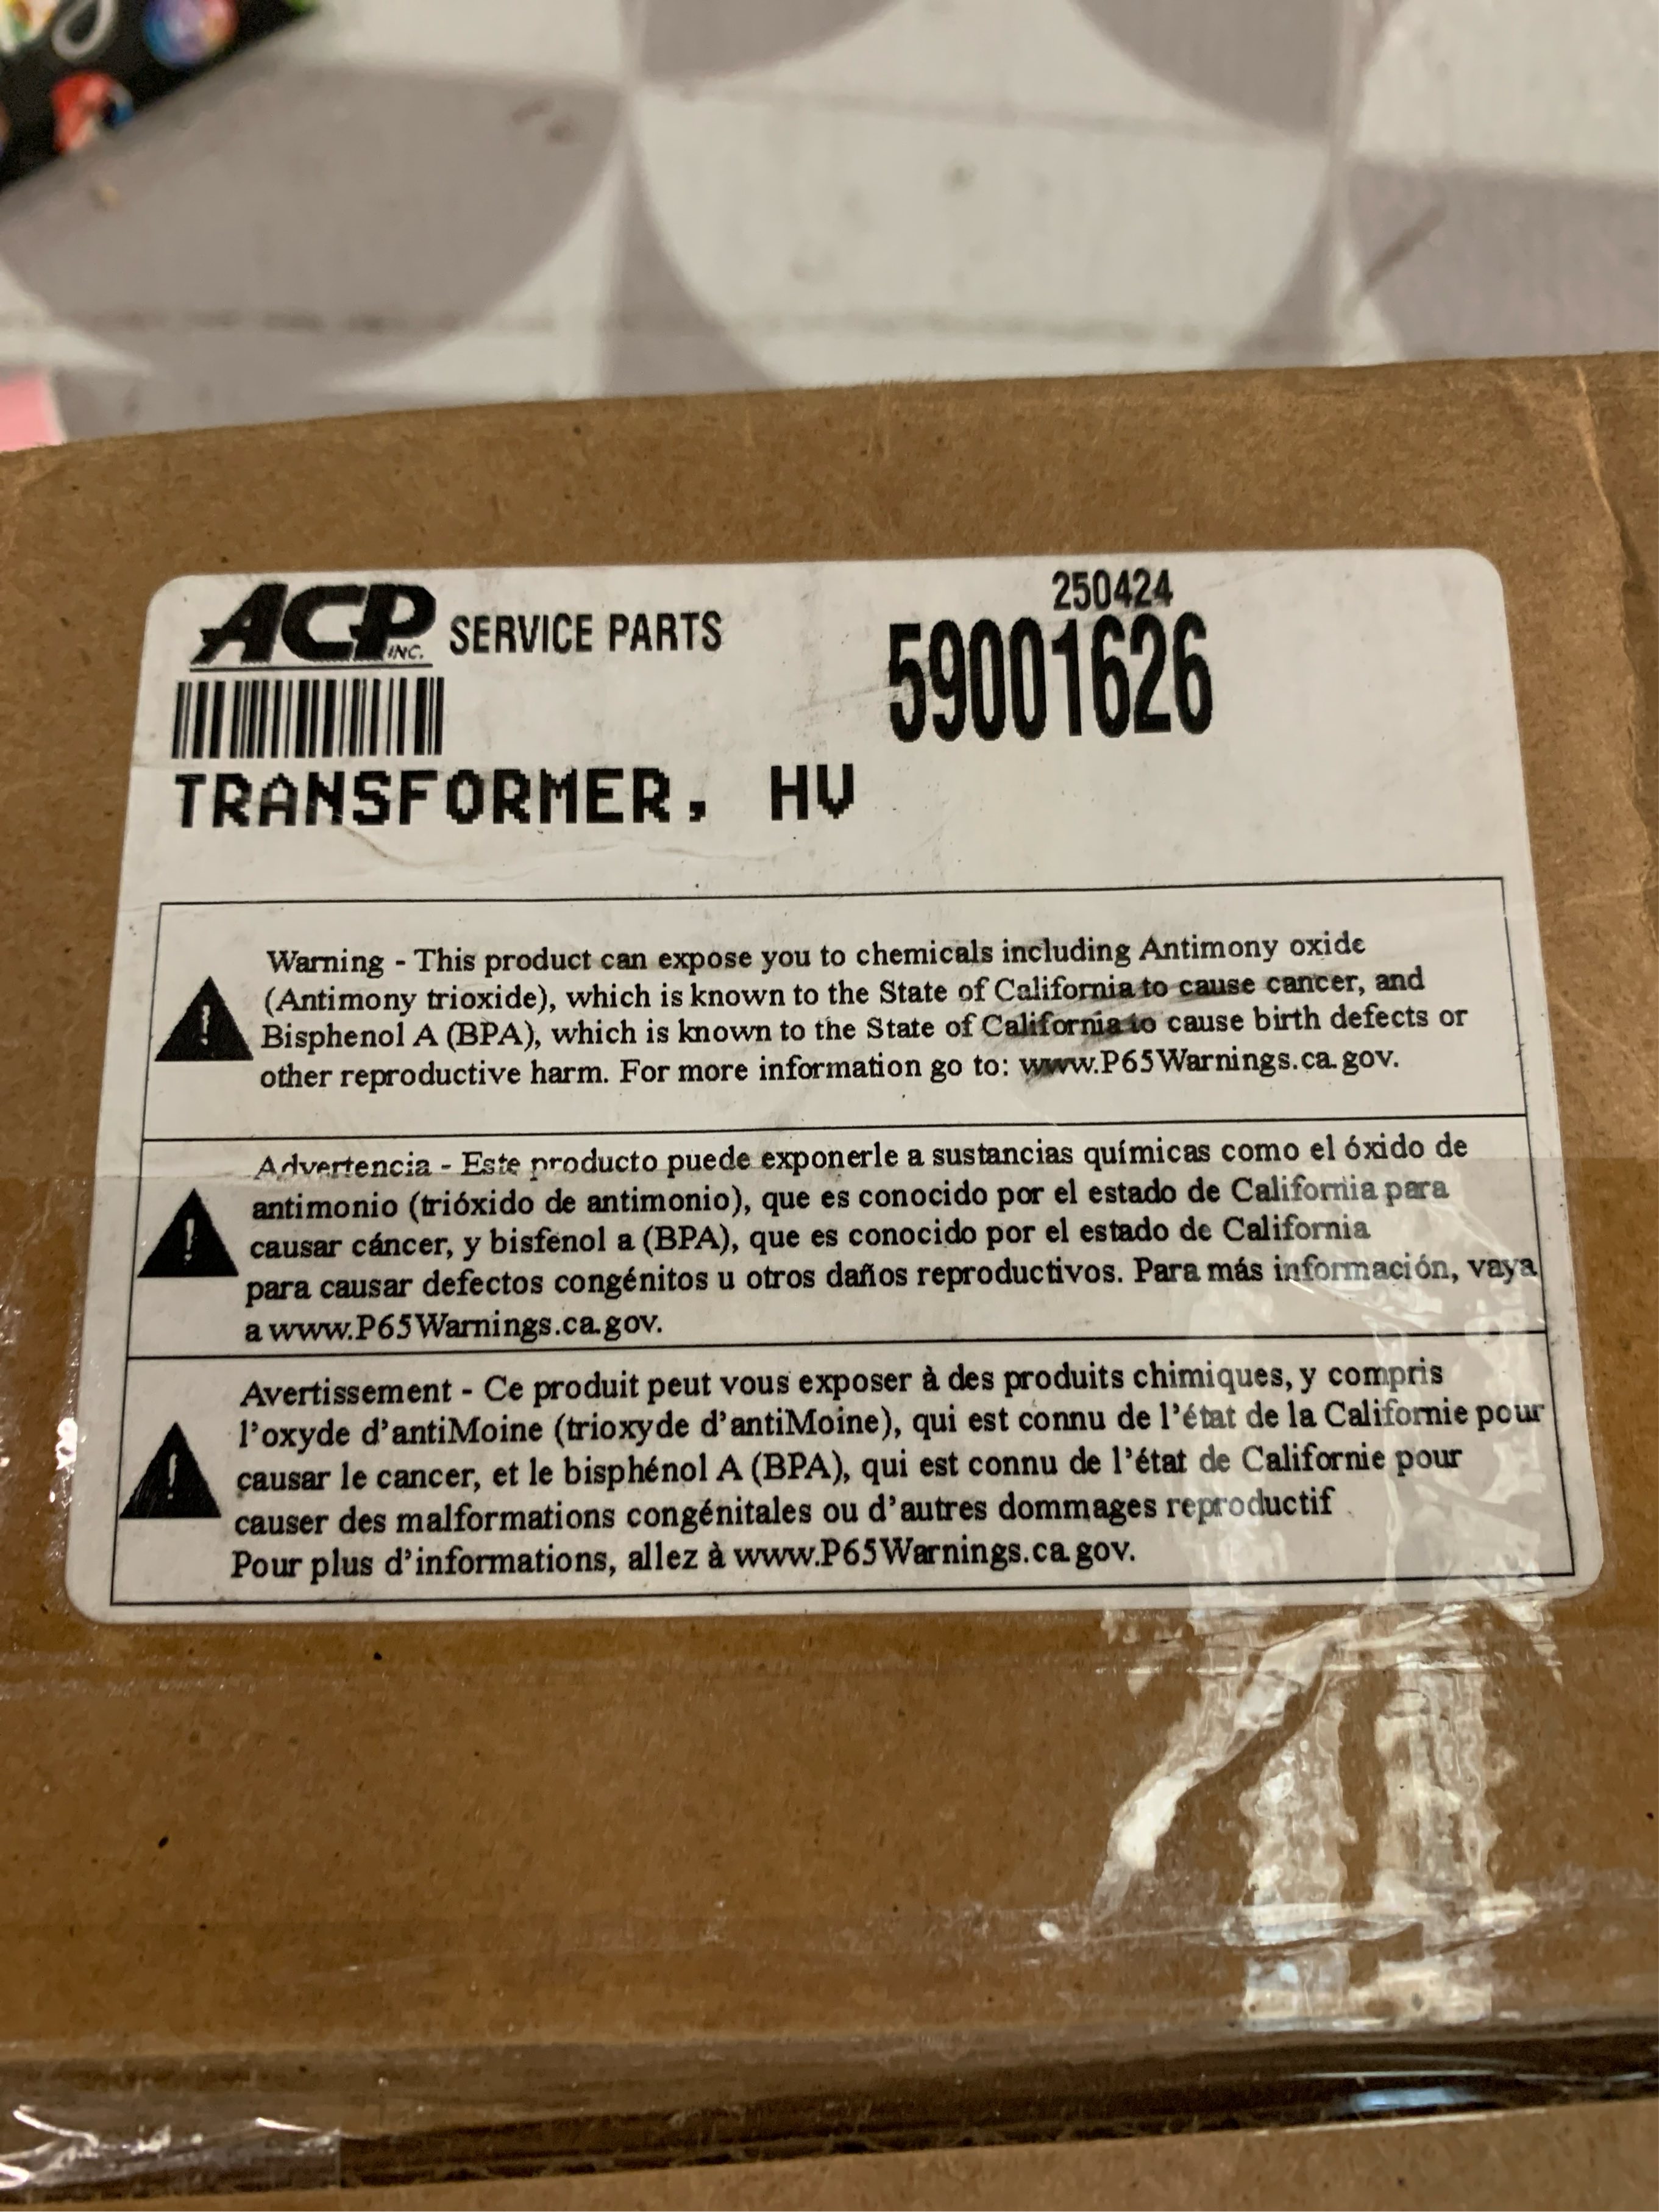 ACP INC. SERVICE PARTS
250424
59001626
TRANSFORMER, HV
Warning - This product can expose you to chemicals including Antimony oxide
(Antimony trioxide), which is known to the State of California to cause cancer, and
Bisphenol A (BPA), which is known to the State of California to cause birth defects or
other reproductive harm. For more information go to: www.P65Warnings.ca.gov.
Advertencia - Este producto puede exponerle a sustancias químicas como el óxido de
antimonio (trióxido de antimonio), que es conocido por el estado de California para
causar cáncer, y bisfenol a (BPA), que es conocido por el estado de California
para causar defectos congénitos u otros daños reproductivos. Para más información, vaya
a www.P65Warnings.ca.gov.
Avertissement - Ce produit peut vous exposer à des produits chimiques, y compris
l'oxyde d'antiMoine (trioxyde d'antiMoine), qui est connu de l'état de la Californie pour
causar le cancer, et le bisphénol A (BPA), qui est connu de l'état de Californie pour
causer des malformations congénitales ou d'autres dommages reproductif
Pour plus d'informations, allez à www.P65Warnings.ca.gov.